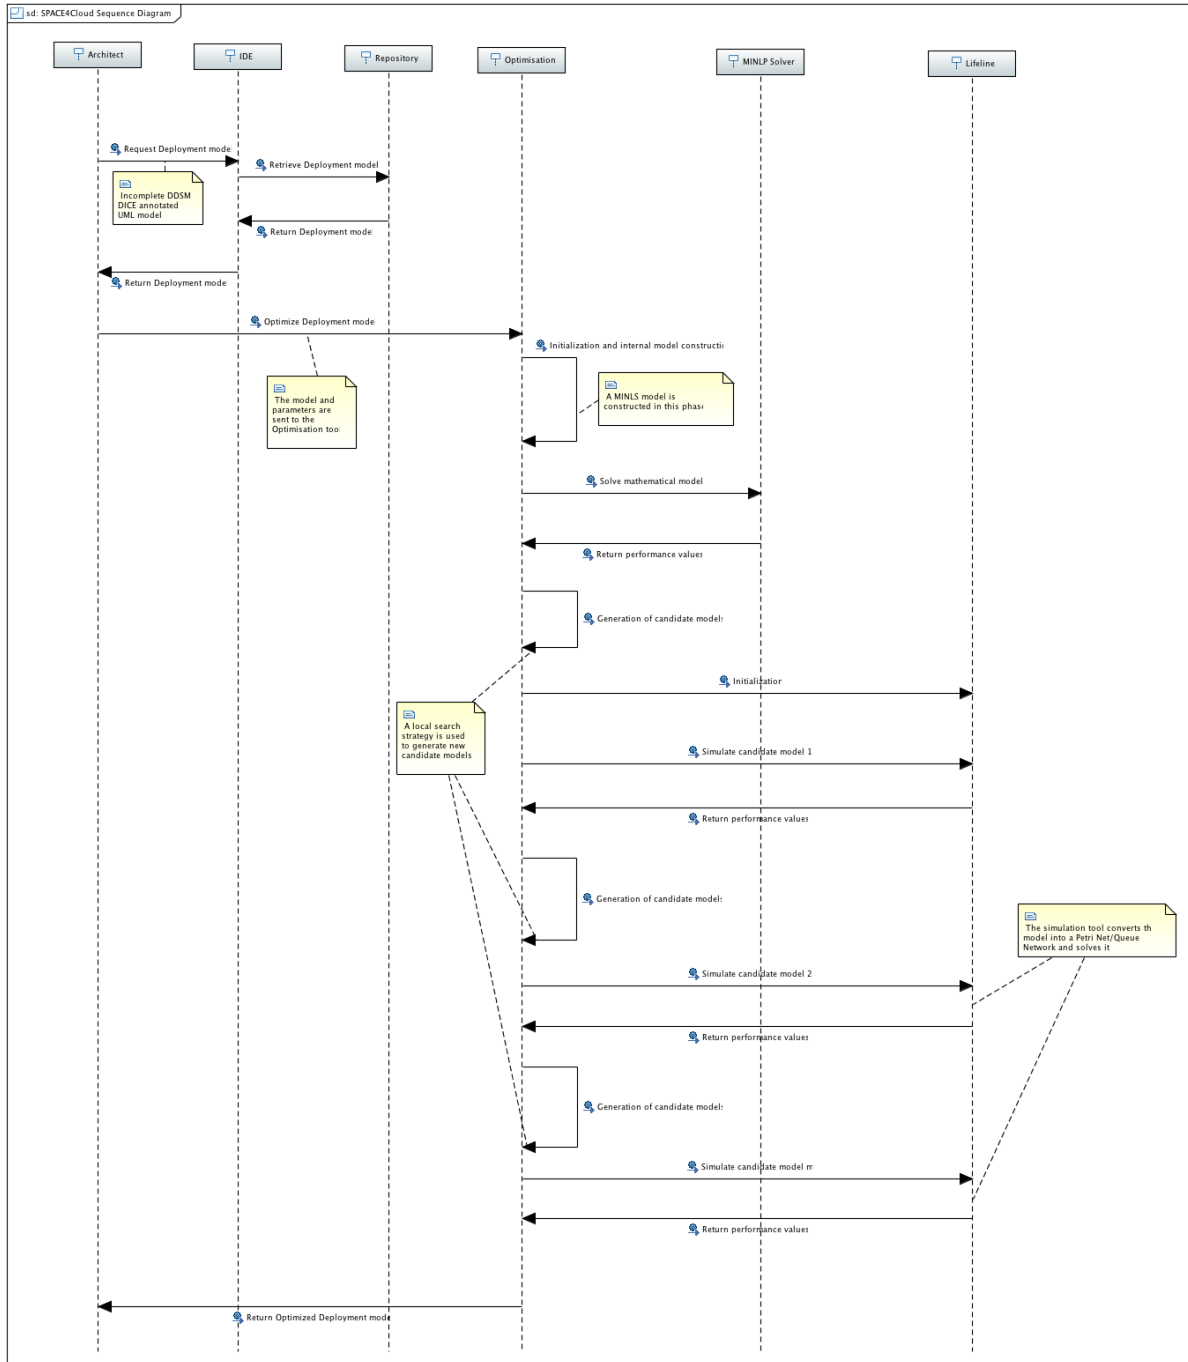 sd: SPACE4Cloud Sequence Diagram
Architect
IDE
Repository
Optimisation
MINLP Solver
Lifeline
Request Deployment mode
Retrieve Deployment model
Incomplete DDSM
DICE annotated
UML model
Return Deployment mode
Return Deployment mode
Optimize Deployment mode
Initialization and internal model constructi
The model and
parameters are
sent to the
Optimisation too
A MINLS model is
constructed in this phas
Solve mathematical model
Return performance values
Generation of candidate models
Initialization
A local search
strategy is used
to generate new
candidate models
Simulate candidate model 1
Return performance values
Generation of candidate models
The simulation tool converts th
model into a Petri Net/Queue
Network and solves it
Simulate candidate model 2
Return performance values
Generation of candidate models
Simulate candidate model m
Return performance values
Return Optimized Deployment mode